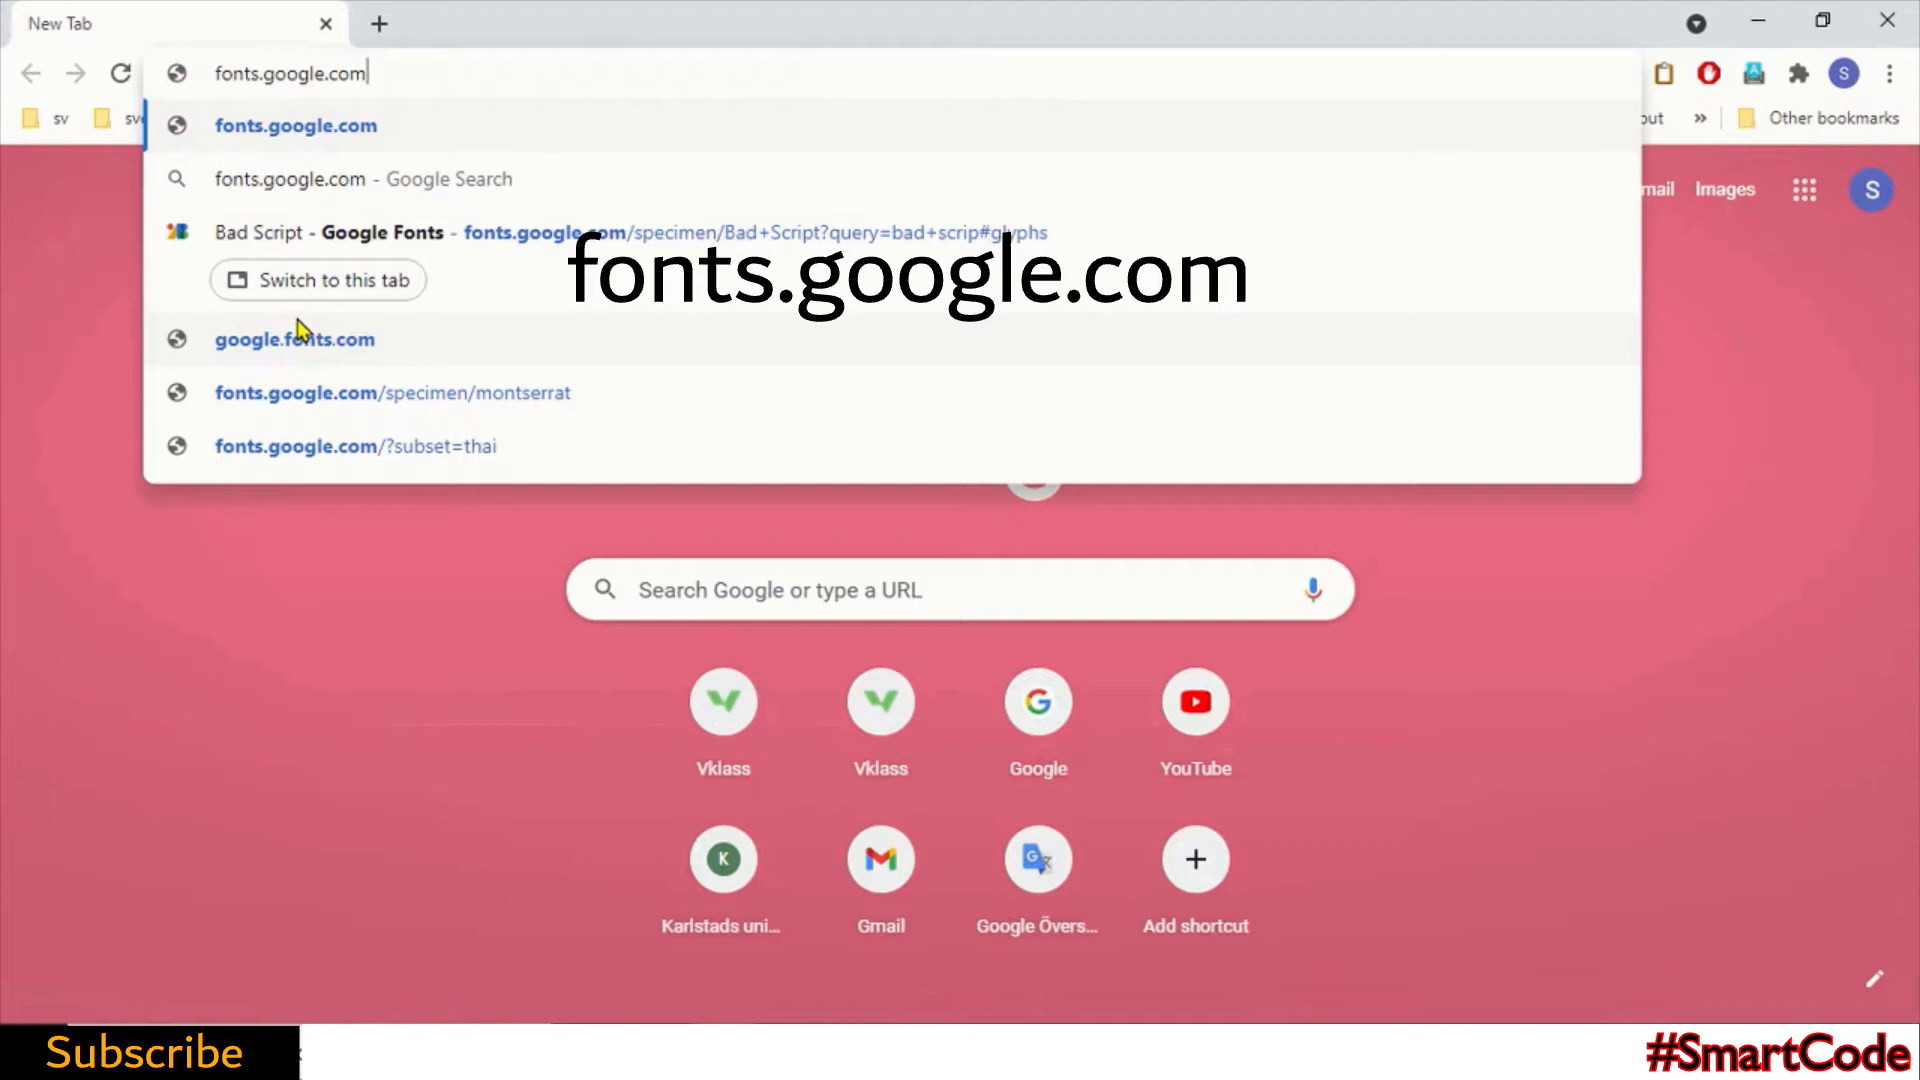 New Tab
fonts.google.com
S
sv
Other bookmarks
fonts.google.com
fonts.google.com - Google Search
Images
S
Bad Script - Google Fonts - fonts.google.com/specimen/Bad+Script?query=bad+scrip#glyphs
Switch to this tab
fonts.google.com
google.fonts.com
fonts.google.com/specimen/montserrat
fonts.google.com/?subset=thai
Search Google or type a URL
Vklass
Vklass
Google
YouTube
K
Karlstads uni...
Gmail
Google Övers...
Add shortcut
Subscribe
#SmartCode